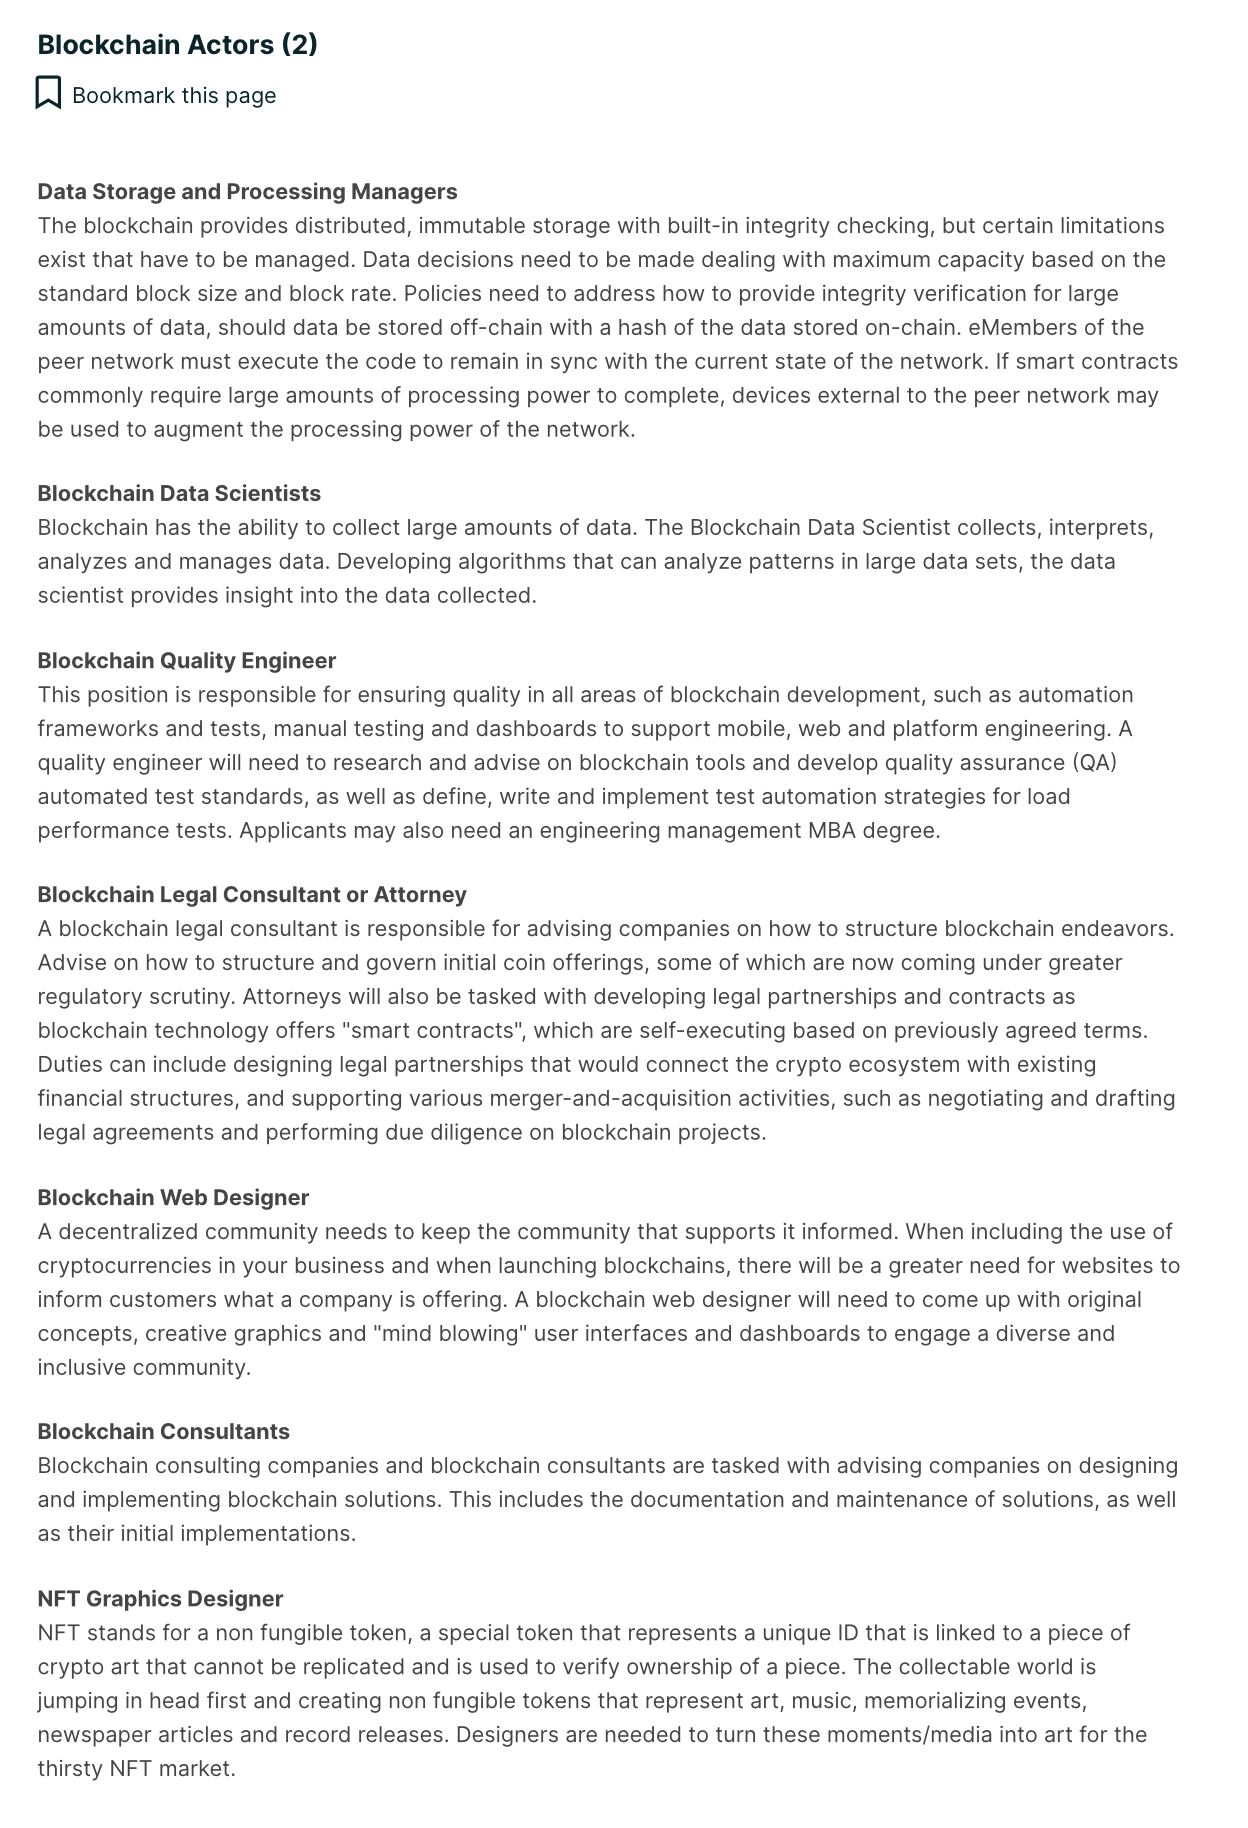 Blockchain Actors (2)
Bookmark this page
Data Storage and Processing Managers
The blockchain provides distributed, immutable storage with built-in integrity checking, but certain limitations
exist that have to be managed. Data decisions need to be made dealing with maximum capacity based on the
standard block size and block rate. Policies need to address how to provide integrity verification for large
amounts of data, should data be stored off-chain with a hash of the data stored on-chain. eMembers of the
peer network must execute the code to remain in sync with the current state of the network. If smart contracts
commonly require large amounts of processing power to complete, devices external to the peer network may
be used to augment the processing power of the network.
Blockchain Data Scientists
Blockchain has the ability to collect large amounts of data. The Blockchain Data Scientist collects, interprets,
analyzes and manages data. Developing algorithms that can analyze patterns in large data sets, the data
scientist provides insight into the data collected.
Blockchain Quality Engineer
This position is responsible for ensuring quality in all areas of blockchain development, such as automation
frameworks and tests, manual testing and dashboards to support mobile, web and platform engineering. A
quality engineer will need to research and advise on blockchain tools and develop quality assurance (QA)
automated test standards, as well as define, write and implement test automation strategies for load
performance tests. Applicants may also need an engineering management MBA degree.
Blockchain Legal Consultant or Attorney
A blockchain legal consultant is responsible for advising companies on how to structure blockchain endeavors.
Advise on how to structure and govern initial coin offerings, some of which are now coming under greater
regulatory scrutiny. Attorneys will also be tasked with developing legal partnerships and contracts as
blockchain technology offers "smart contracts", which are self-executing based on previously agreed terms.
Duties can include designing legal partnerships that would connect the crypto ecosystem with existing
financial structures, and supporting various merger-and-acquisition activities, such as negotiating and drafting
legal agreements and performing due diligence on blockchain projects.
Blockchain Web Designer
A decentralized community needs to keep the community that supports it informed. When including the use of
cryptocurrencies in your business and when launching blockchains, there will be a greater need for websites to
inform customers what a company is offering. A blockchain web designer will need to come up with original
concepts, creative graphics and "mind blowing" user interfaces and dashboards to engage a diverse and
inclusive community.
Blockchain Consultants
Blockchain consulting companies and blockchain consultants are tasked with advising companies on designing
and implementing blockchain solutions. This includes the documentation and maintenance of solutions, as well
as their initial implementations.
NFT Graphics Designer
NFT stands for a non fungible token, a special token that represents a unique ID that is linked to a piece of
crypto art that cannot be replicated and is used to verify ownership of a piece. The collectable world is
jumping in head first and creating non fungible tokens that represent art, music, memorializing events,
newspaper articles and record releases. Designers are needed to turn these moments/media into art for the
thirsty NFT market.